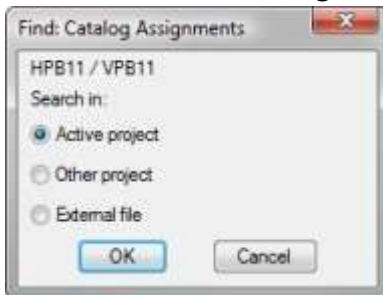 Find: Catalog Assignments
HPB11 / VPB11
Search in:
Active project
Other project
External file
OK
Cancel